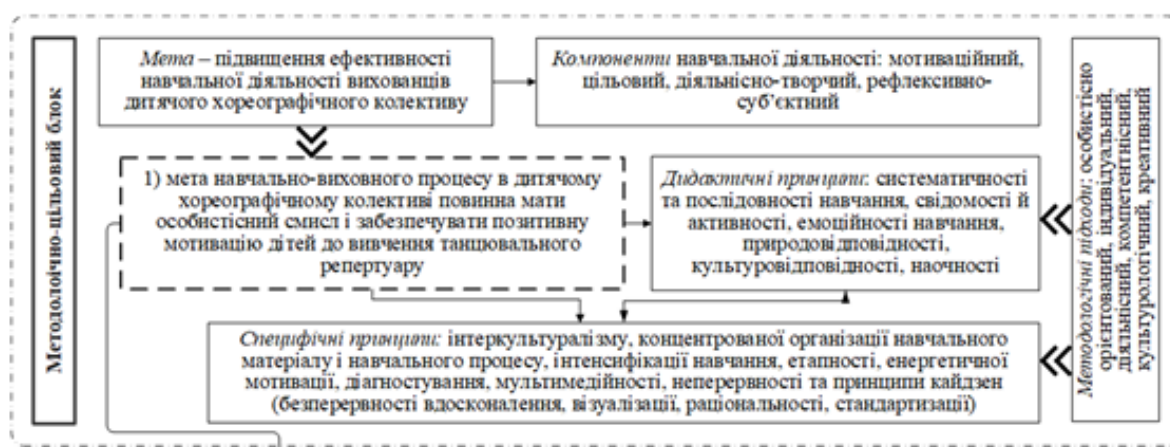 Методологічно-цільовий блок
Мета – підвищення ефективності
навчальної діяльності вихованців
дитячого хореографічного колективу
Компоненти навчальної діяльності: мотиваційний,
цільовий, діяльнісно-творчий, рефлексивно-
суб’єктний
1) мета навчально-виховного процесу в дитячому
хореографічному колективі повинна мати
особистісний смисл і забезпечувати позитивну
мотивацію дітей до вивчення танцювального
репертуару
Дидактичні принципи: систематичності
та послідовності навчання, свідомості й
активності, емоційності навчання,
природовідповідності,
культуровідповідності, наочності
Специфічні принципи: інтеркультуралізму, концентрованої організації навчального
матеріалу і навчального процесу, інтенсифікації навчання, етапності, енергетичної
мотивації, діагностування, мультимедійності, неперервності та принципи кайдзен
(безперервності вдосконалення, візуалізації, раціональності, стандартизації)
Методологічні підходи: особистісно
орієнтований, індивідуальний,
діяльнісний, компетентнісний,
культурологічний, креативний